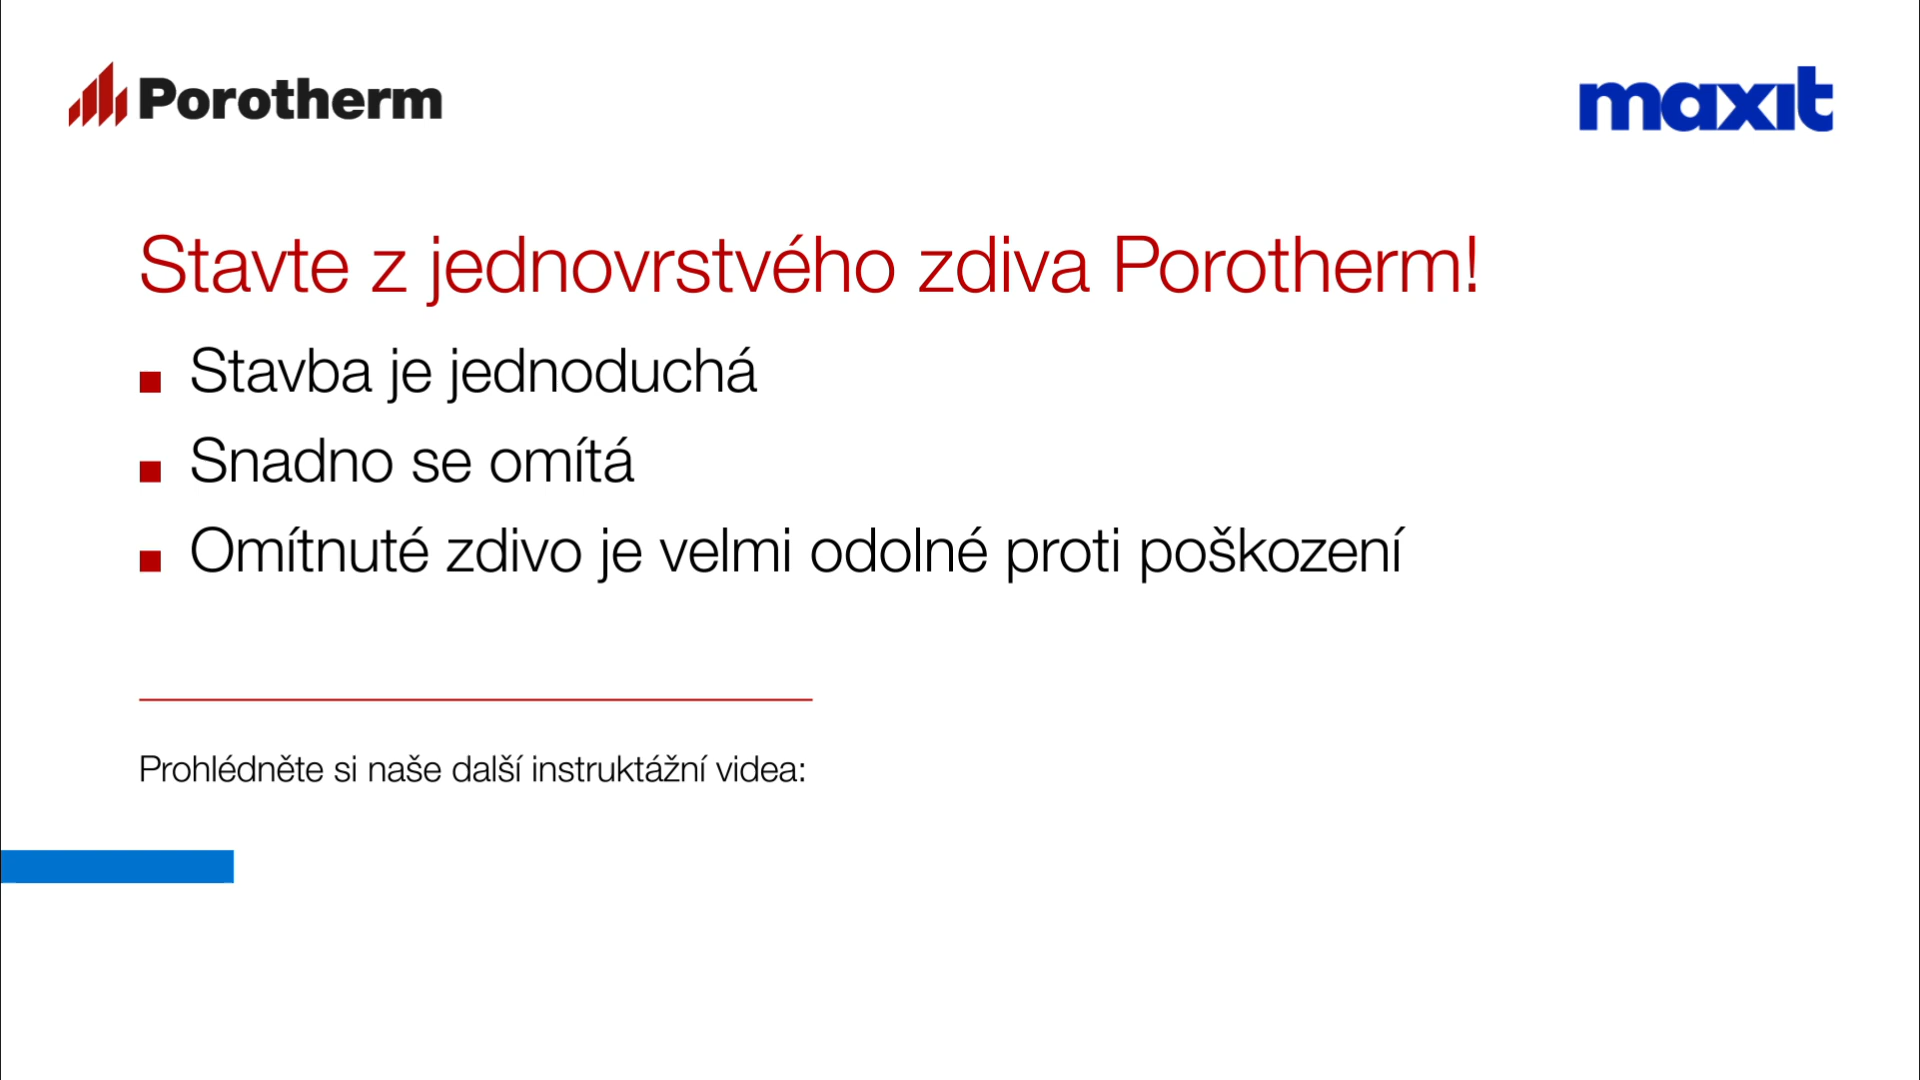 Porotherm
maxit
Stavte z jednovrstvého zdiva Porotherm!
Stavba je jednoduchá
Snadno se omítá
Omítnuté zdivo je velmi odolné proti poškození
Prohlédněte si naše další instruktážní videa: